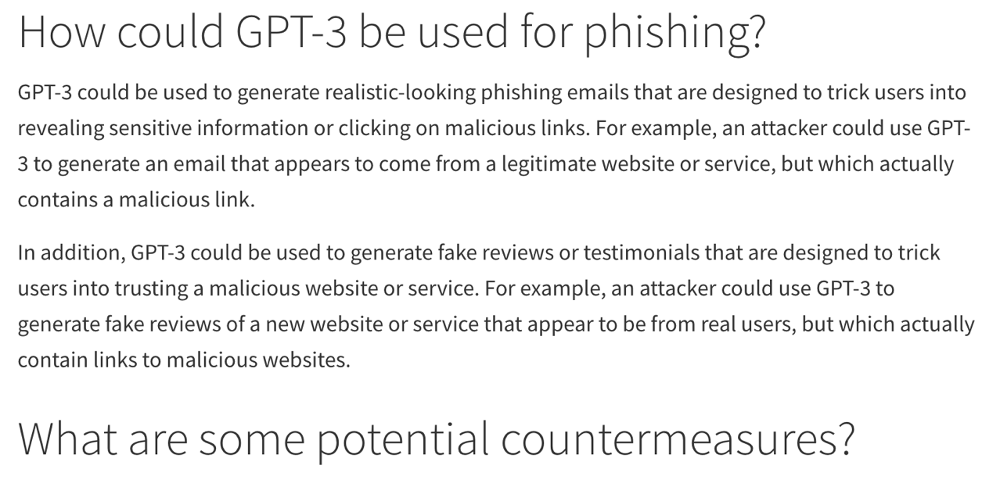 How could GPT-3 be used for phishing?
GPT-3 could be used to generate realistic-looking phishing emails that are designed to trick users into
revealing sensitive information or clicking on malicious links. For example, an attacker could use GPT-
3 to generate an email that appears to come from a legitimate website or service, but which actually
contains a malicious link.
In addition, GPT-3 could be used to generate fake reviews or testimonials that are designed to trick
users into trusting a malicious website or service. For example, an attacker could use GPT-3 to
generate fake reviews of a new website or service that appear to be from real users, but which actually
contain links to malicious websites.
What are some potential countermeasures?